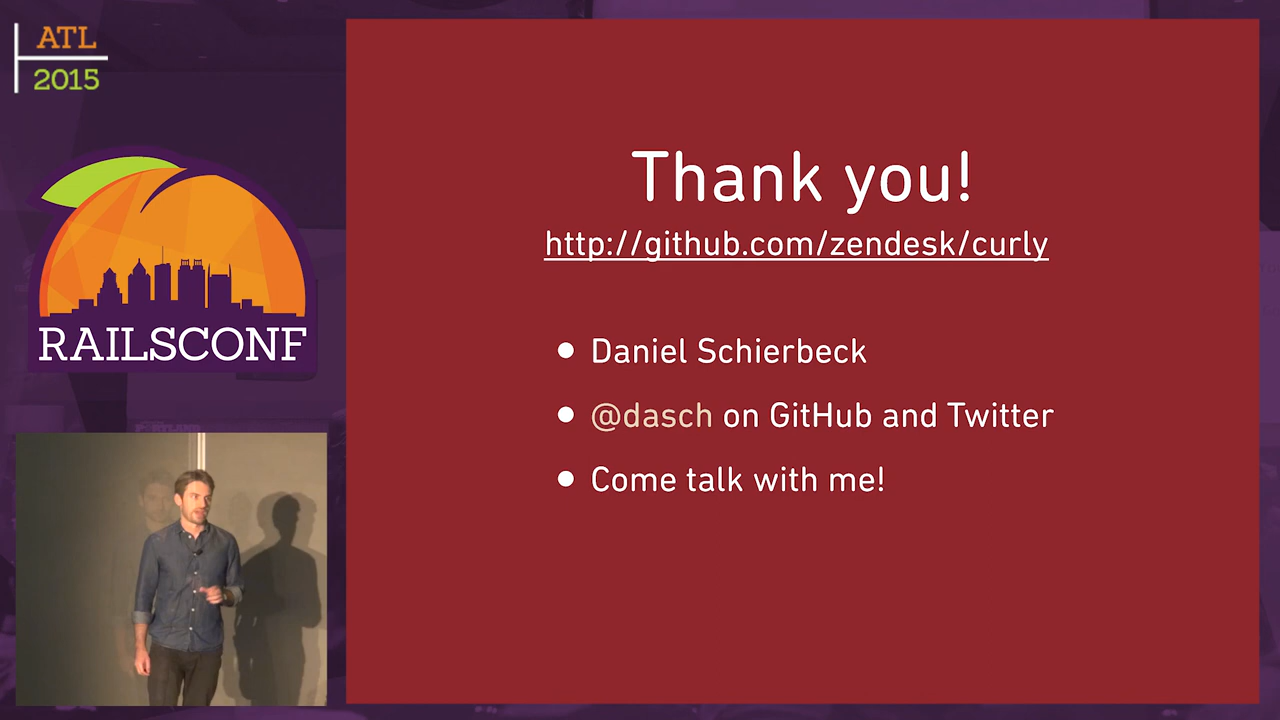 ATL
2015
RAILSCONF
Thank you!
http://github.com/zendesk/curly
● Daniel Schierbeck
● @dasch on GitHub and Twitter
● Come talk with me!